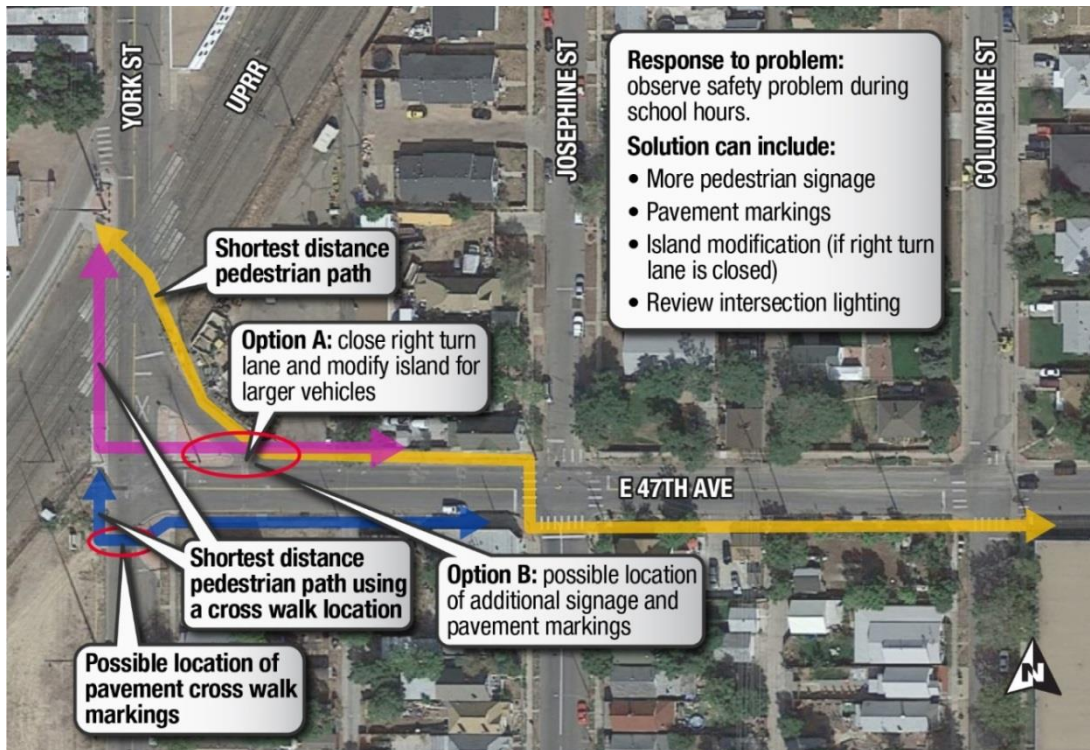 YORK ST
UPRR
JOSEPHINE ST
COLUMBINE ST
Response to problem:
observe safety problem during
school hours.
Solution can include:
• More pedestrian signage
• Pavement markings
• Island modification (if right turn
lane is closed)
• Review intersection lighting
Shortest distance
pedestrian path
Option A: close right turn
lane and modify island for
larger vehicles
E 47TH AVE
Shortest distance
pedestrian path using
a cross walk location
Option B: possible location
of additional signage and
pavement markings
Possible location of
pavement cross walk
markings
N